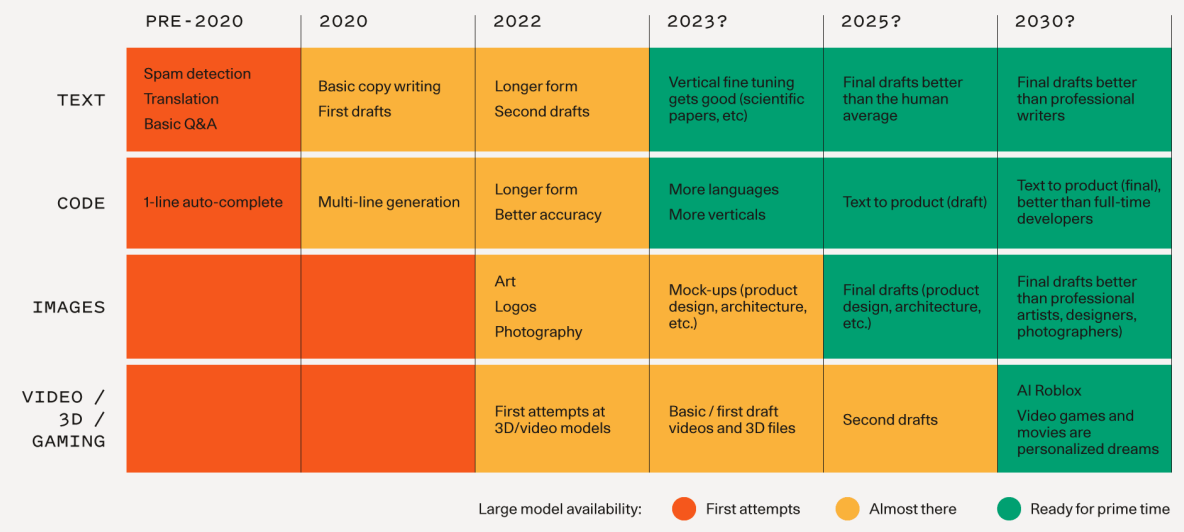 PRE-2020 2020 2022 2023? 2025? 2030?
TEXT
Spam detection
Translation
Basic Q&A
Basic copy writing
First drafts
Longer form
Second drafts
Vertical fine tuning
gets good (scientific
papers, etc)
Final drafts better
than the human
average
Final drafts better
than professional
writers
CODE
1-line auto-complete
Multi-line generation
Longer form
Better accuracy
More languages
More verticals
Text to product (draft)
Text to product (final),
better than full-time
developers
IMAGES
Art
Logos
Photography
Mock-ups (product
design, architecture,
etc.)
Final drafts (product
design, architecture,
etc.)
Final drafts better
than professional
artists, designers,
photographers)
VIDEO /
3D /
GAMING
First attempts at
3D/video models
Basic / first draft
videos and 3D files
Second drafts
AI Roblox
Video games and
movies are
personalized dreams
Large model availability: First attempts Almost there Ready for prime time